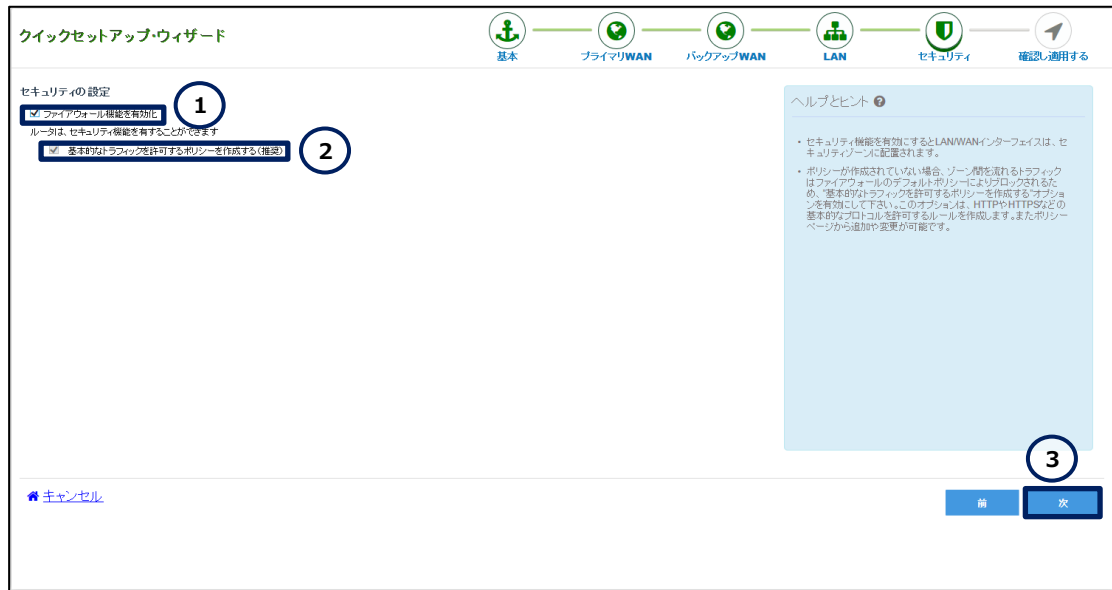 クイックセットアップ・ウィザード
基本
プライマリWAN
バックアップWAN
LAN
セキュリティ
確認し適用する
セキュリティの設定
ファイアウォール機能を有効化
1
ルータは、セキュリティ機能を有することができます
基本的なトラフィックを許可するポリシーを作成する(推奨)
2
ヘルプとヒント ?
・セキュリティ機能を有効にするとLAN/WANインターフェイスは、セ
キュリティゾーンに配置されます。
・ポリシーが作成されていない場合、ゾーン間を流れるトラフィック
はファイアウォールのデフォルトポリシーによりブロックされるた
め、"基本的なトラフィックを許可するポリシーを作成する"オプショ
ンを有効にして下さい。このオプションは、HTTPやHTTPSなどの
基本的なプロトコルを許可するルールを作成します。またポリシー
ページから追加や変更が可能です。
3
キャンセル
前
次